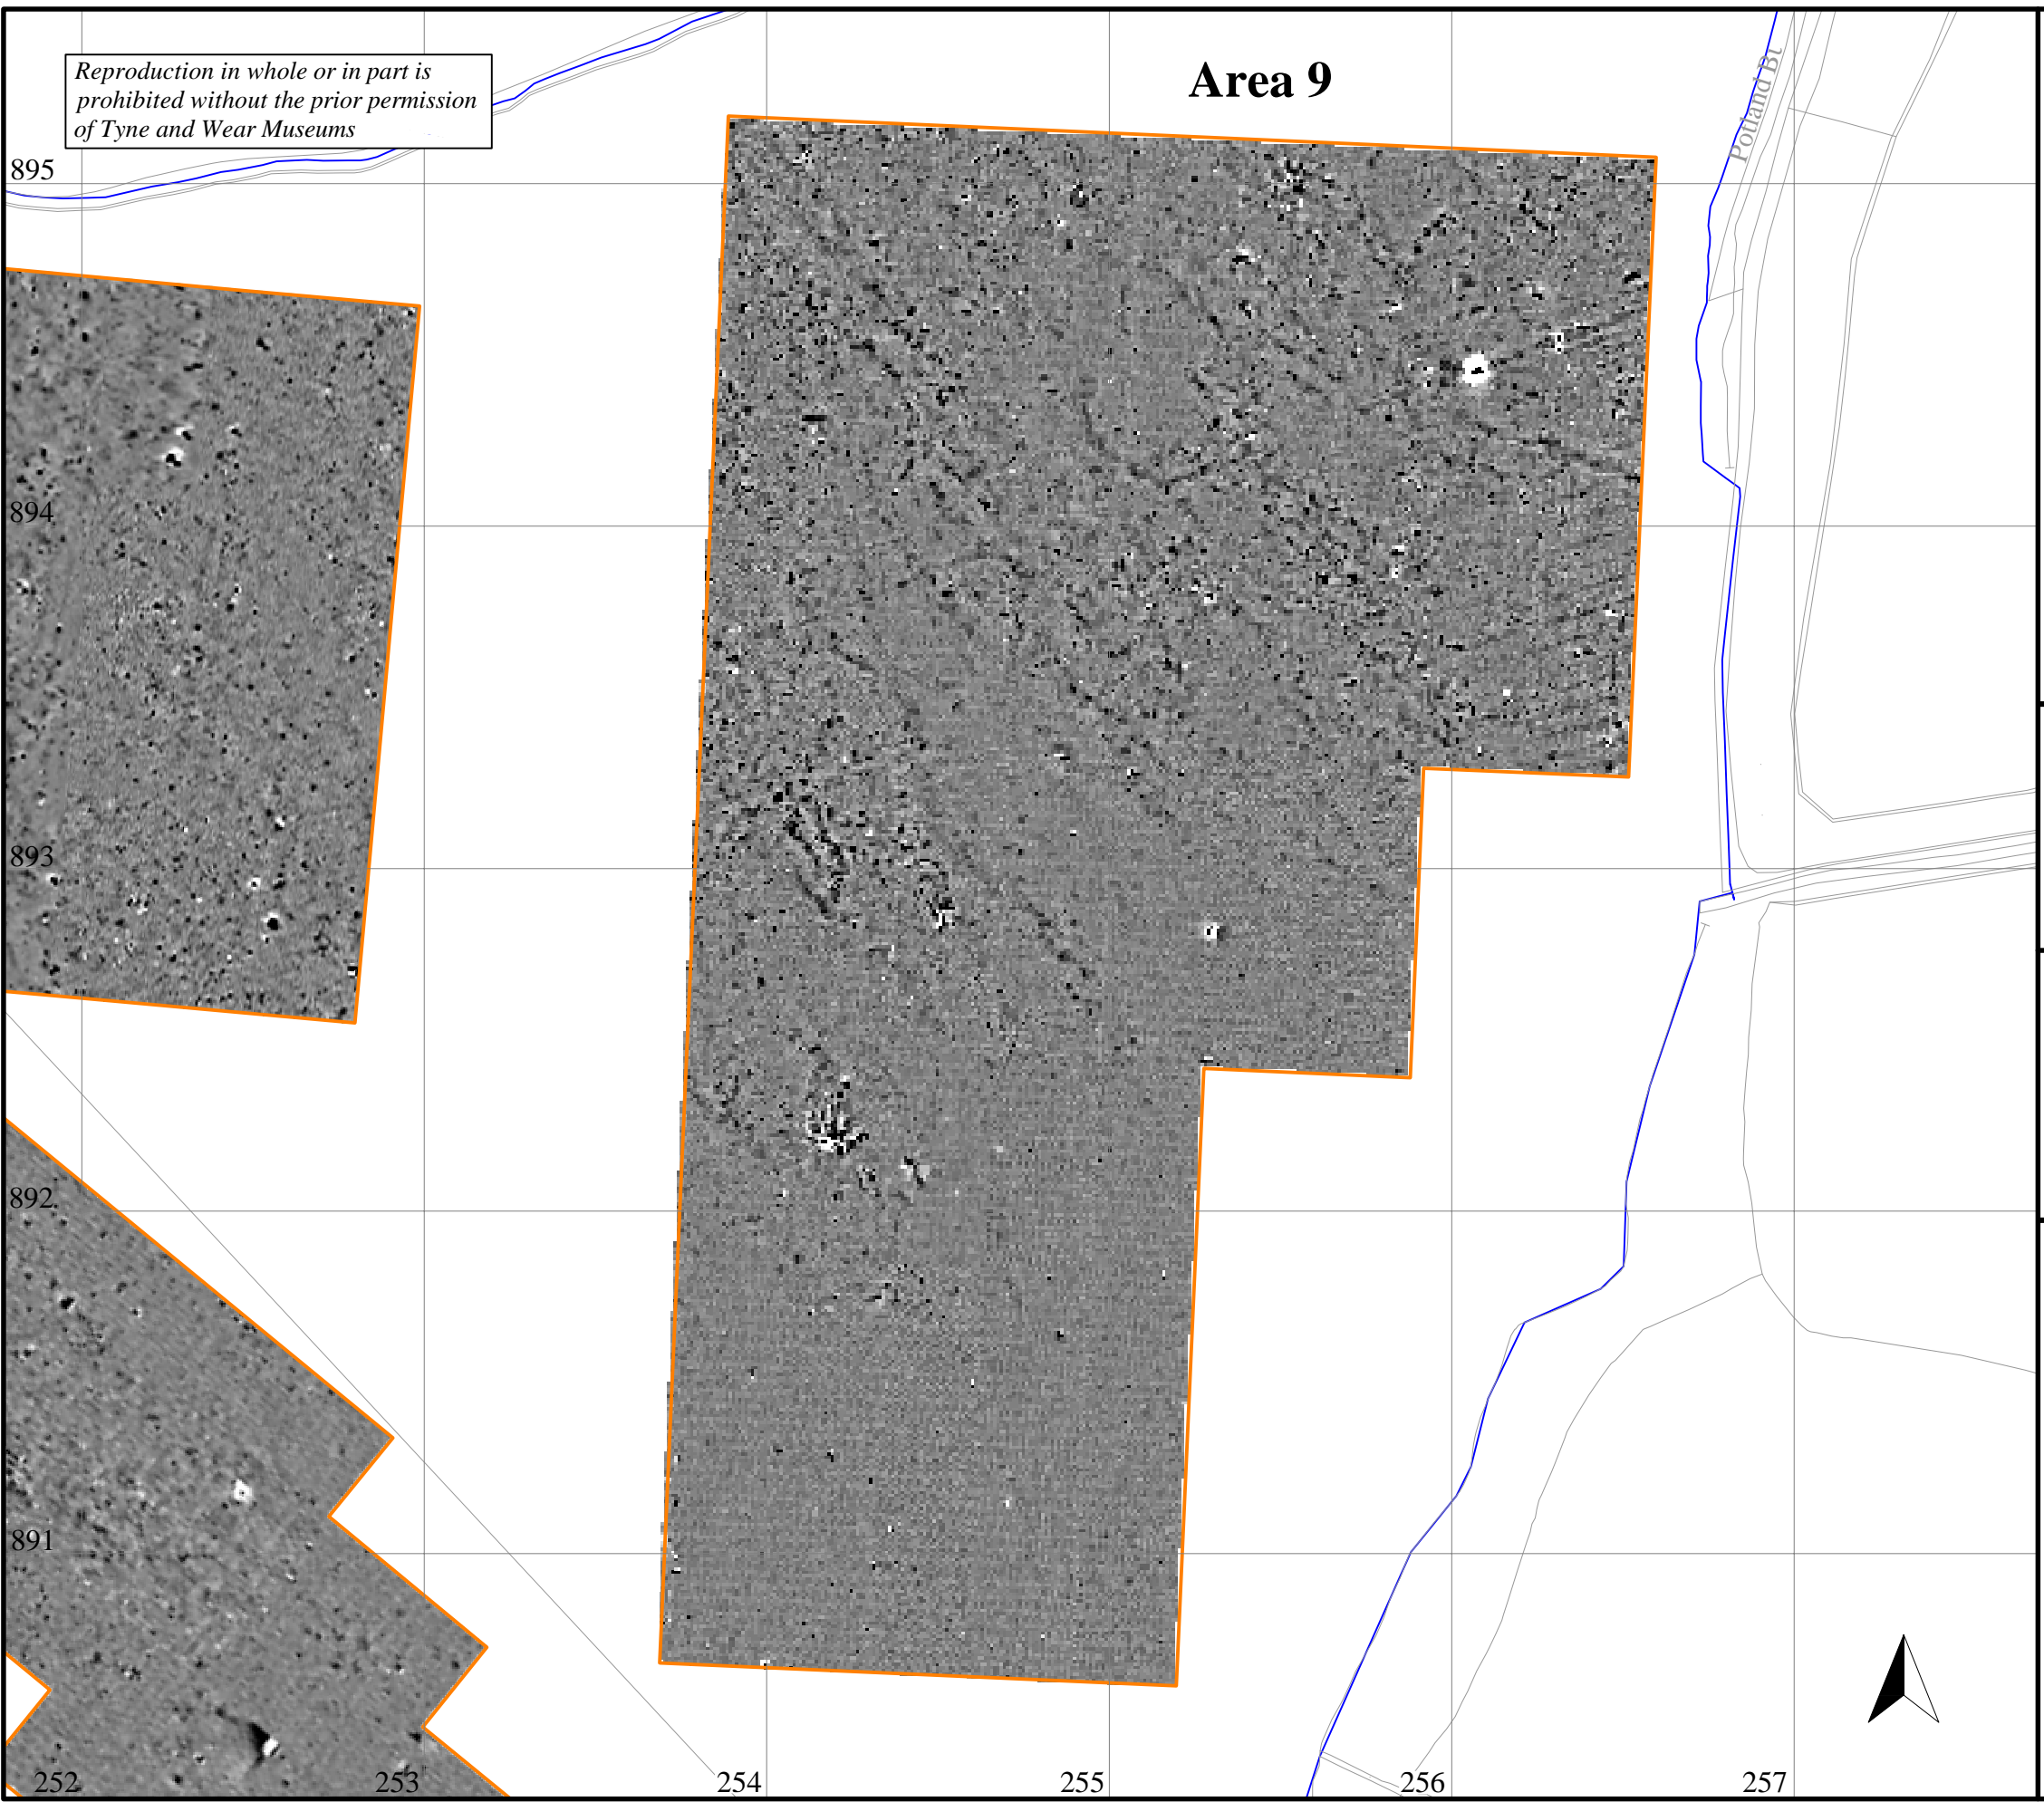 Reproduction in whole or in part is
prohibited without the prior permission
of Tyne and Wear Museums
Area 9
Potland Bu
895
894
893
892
891
252
253
254
255
256
257